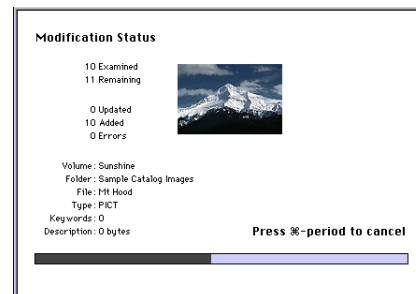 Modification Status
10 Examined
11 Remaining
0 Updated
10 Added
0 Errors
Volume: Sunshine
Folder: Sample Catalog Images
File: Mt Hood
Type: PICT
Keywords: 0
Description: 0 bytes
Press ⌘-period to cancel